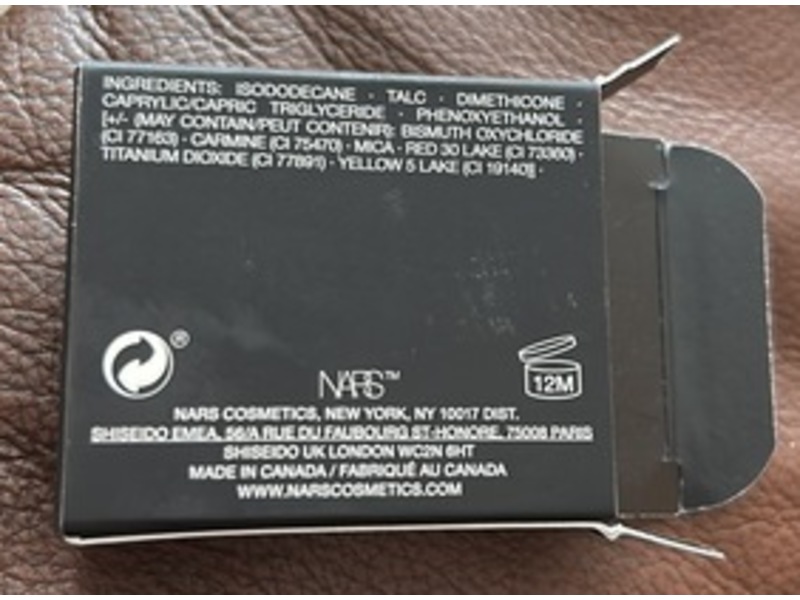 INGREDIENTS: ISODODECANE · TALC · DIMETHICONE ·
CAPRYLIC/CAPRIC TRIGLYCERIDE · PHENOXYETHANOL ·
[+/- (MAY CONTAIN/PEUT CONTENIR): BISMUTH OXYCHLORIDE
(CI 77163) · CARMINE (CI 75470) · MICA · RED 30 LAKE (CI 73360) ·
TITANIUM DIOXIDE (CI 77891) · YELLOW 5 LAKE (CI 19140)] ·
®
NARS™
12M
NARS COSMETICS, NEW YORK, NY 10017 DIST.
SHISEIDO EMEA, 56/A RUE DU FAUBOURG ST-HONORE, 75008 PARIS
SHISEIDO UK LONDON WC2N 6HT
MADE IN CANADA / FABRIQUÉ AU CANADA
WWW.NARSCOSMETICS.COM